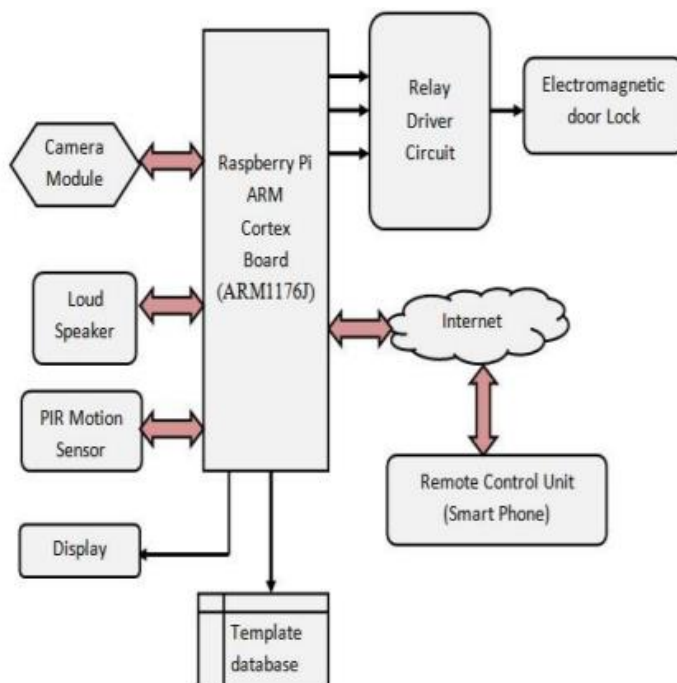 Camera
Module
Raspberry Pi
ARM
Cortex
Board
(ARM1176J)
Relay
Driver
Circuit
Electromagnetic
door Lock
Loud
Speaker
Internet
PIR Motion
Sensor
Remote Control Unit
(Smart Phone)
Display
Template
database